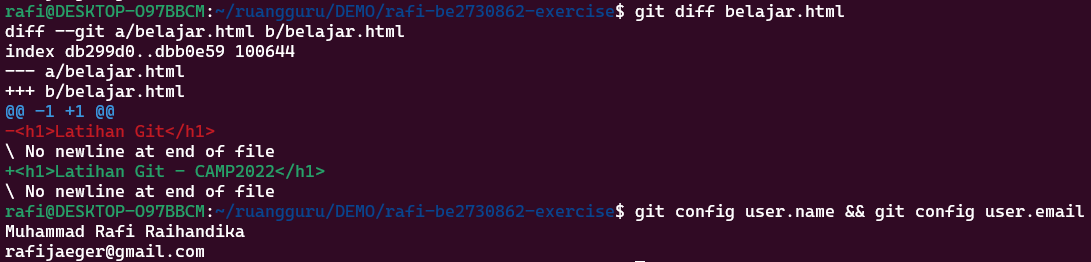 rafi@DESKTOP-O97BBCM:~/ruangguru/DEMO/rafi-be2730862-exercise$ git diff belajar.html
diff --git a/belajar.html b/belajar.html
index db299d0..dbb0e59 100644
--- a/belajar.html
+++ b/belajar.html
@@ -1 +1 @@
-<h1>Latihan Git</h1>
\ No newline at end of file
+<h1>Latihan Git - CAMP2022</h1>
\ No newline at end of file
rafi@DESKTOP-O97BBCM:~/ruangguru/DEMO/rafi-be2730862-exercise$ git config user.name && git config user.email
Muhammad Rafi Raihandika
rafijaeger@gmail.com